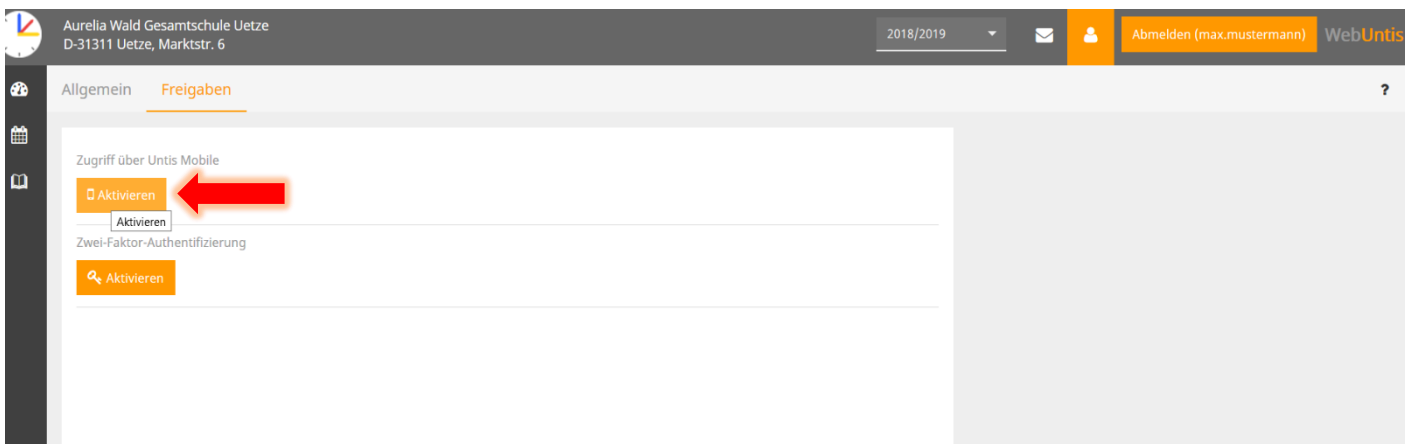 Aurelia Wald Gesamtschule Uetze
D-31311 Uetze, Marktstr. 6
2018/2019
Abmelden (max.mustermann)
WebUntis
Allgemein Freigaben
?
Zugriff über Untis Mobile
Aktivieren
Aktivieren
Zwei-Faktor-Authentifizierung
Aktivieren